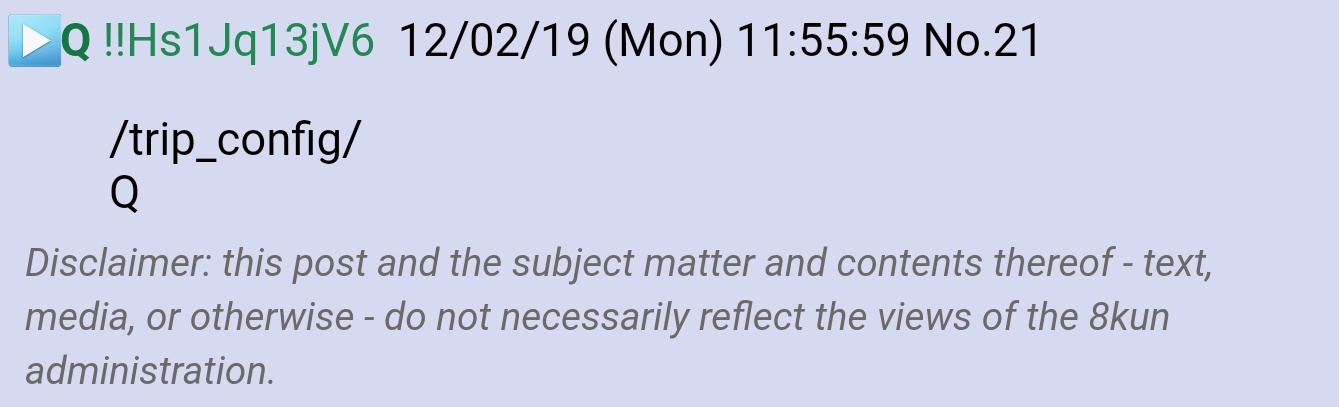 Q !!Hs1Jq13jV6 12/02/19 (Mon) 11:55:59 No.21
/trip_config/
Q
Disclaimer: this post and the subject matter and contents thereof - text,
media, or otherwise - do not necessarily reflect the views of the 8kun
administration.